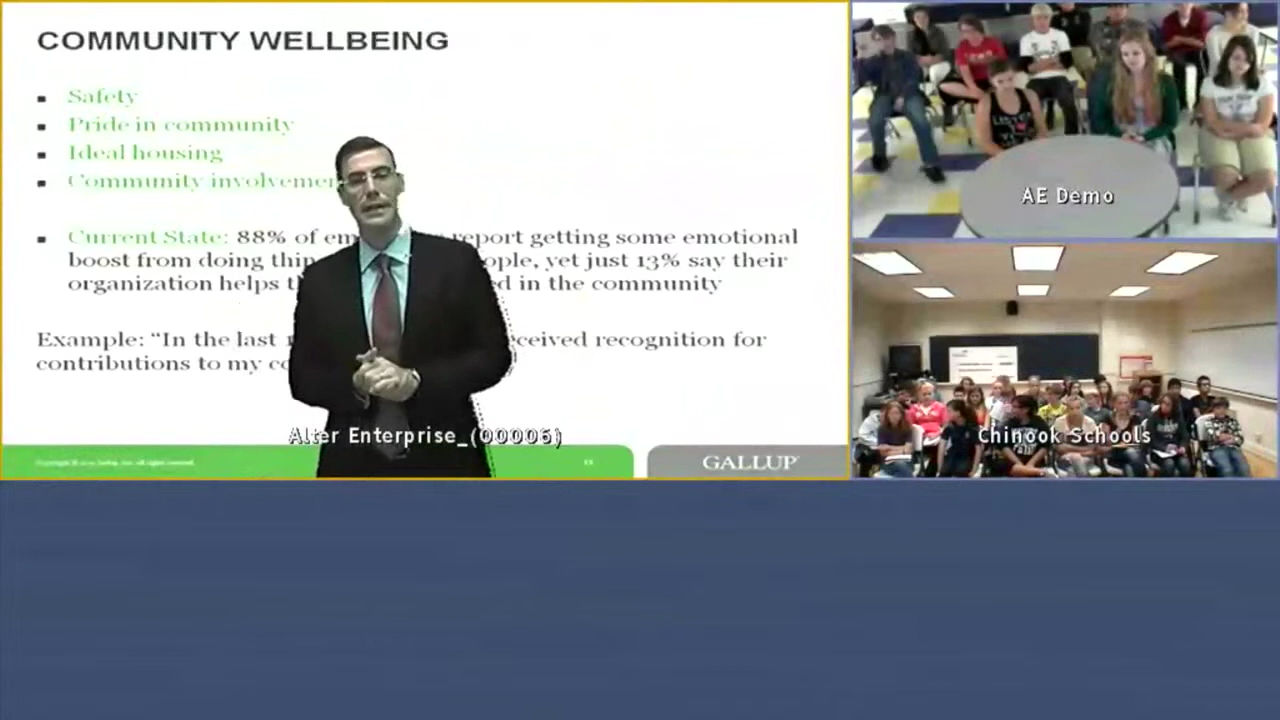 COMMUNITY WELLBEING
Safety
Pride in community
Ideal housing
Community involvemen
Current State: 88% of em report getting some emotional
boost from doing thin ople, yet just 13% say their
organization helps th d in the community
Example: “In the last ceived recognition for
contributions to my co
Alter Enterprise_(00006)
GALLUP
AE Demo
Chinook Schools